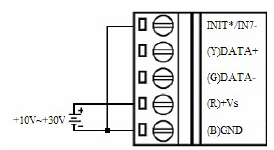 INIT*/IN7-
(Y)DATA+
(G)DATA-
(R)+Vs
+10V~+30V
(B)GND